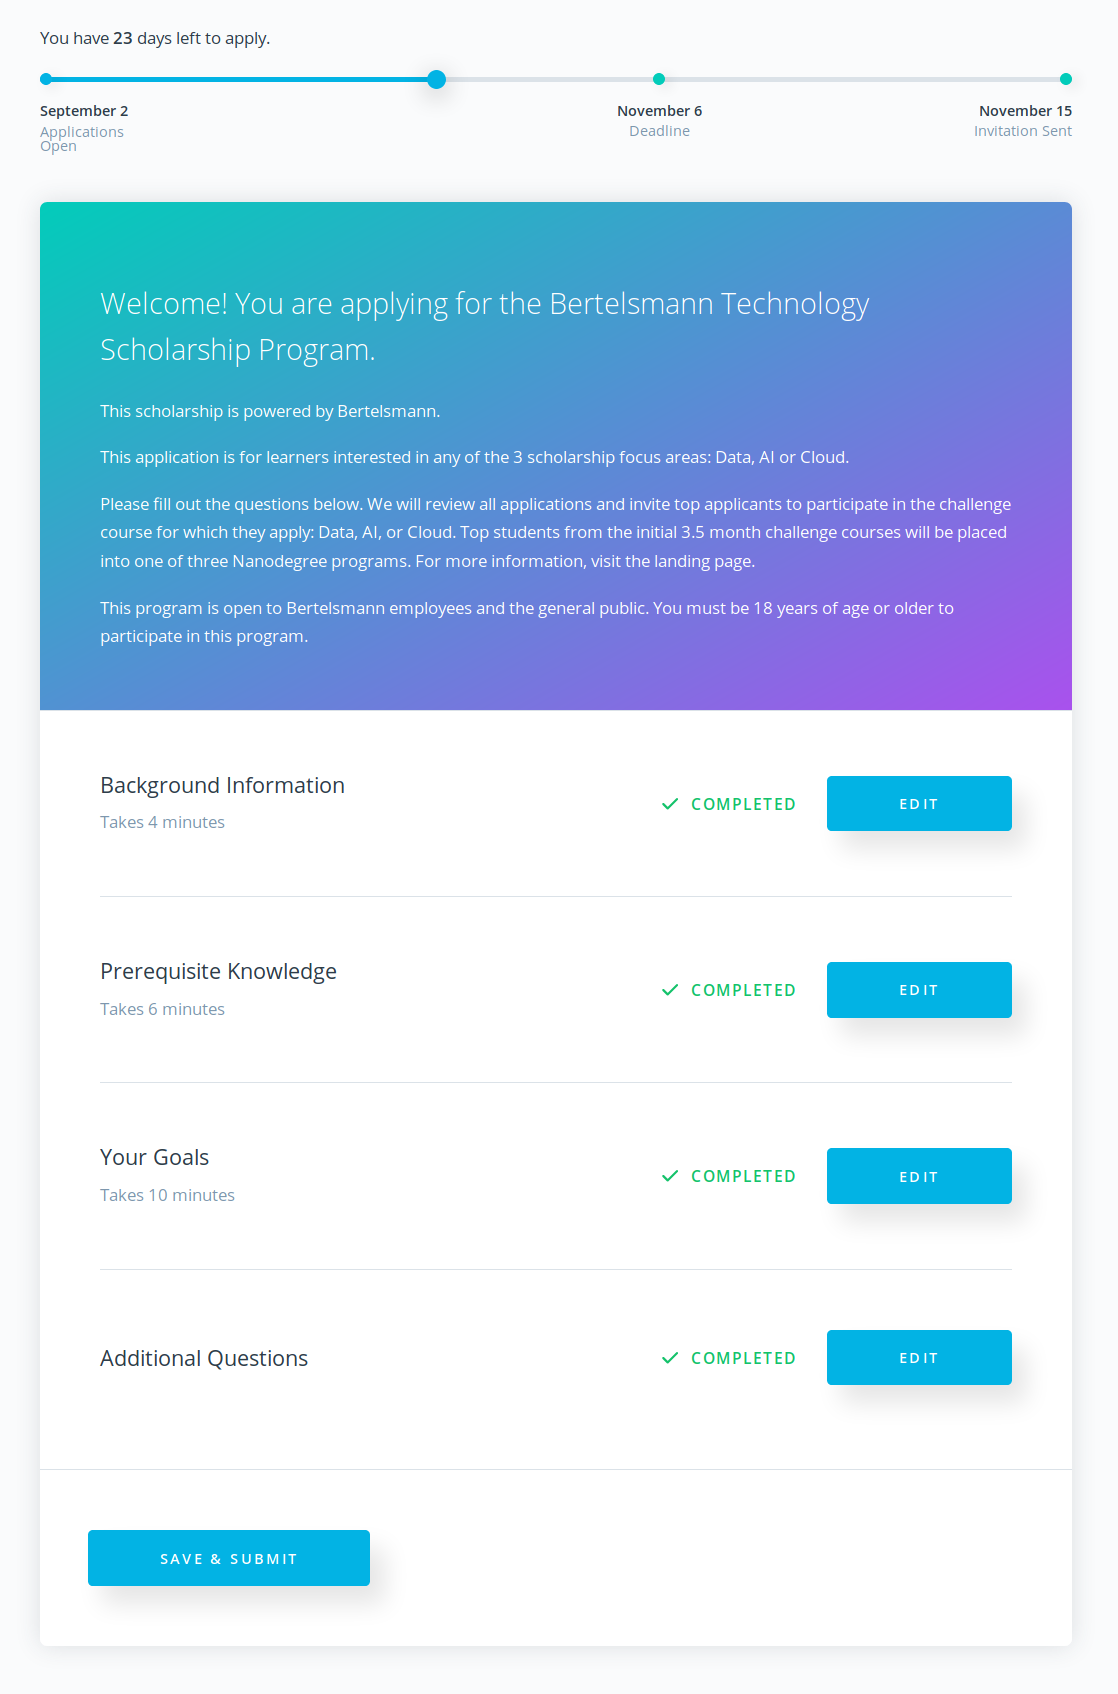 You have 23 days left to apply.
September 2
Applications
Open
November 6
Deadline
November 15
Invitation Sent
Welcome! You are applying for the Bertelsmann Technology
Scholarship Program.
This scholarship is powered by Bertelsmann.
This application is for learners interested in any of the 3 scholarship focus areas: Data, AI or Cloud.
Please fill out the questions below. We will review all applications and invite top applicants to participate in the challenge
course for which they apply: Data, AI, or Cloud. Top students from the initial 3.5 month challenge courses will be placed
into one of three Nanodegree programs. For more information, visit the landing page.
This program is open to Bertelsmann employees and the general public. You must be 18 years of age or older to
participate in this program.
Background Information
Takes 4 minutes
COMPLETED
EDIT
Prerequisite Knowledge
Takes 6 minutes
COMPLETED
EDIT
Your Goals
Takes 10 minutes
COMPLETED
EDIT
Additional Questions
COMPLETED
EDIT
SAVE & SUBMIT